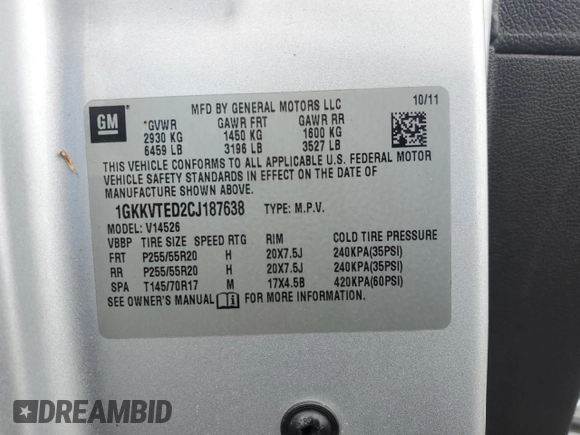 MFD BY GENERAL MOTORS LLC 10/11
GM
*GVWR GAWR FRT GAWR RR
2930 KG 1450 KG 1600 KG
6459 LB 3196 LB 3527 LB
THIS VEHICLE CONFORMS TO ALL APPLICABLE U.S. FEDERAL MOTOR
VEHICLE SAFETY STANDARDS IN EFFECT ON THE DATE OF
MANUFACTURE SHOWN ABOVE.
1GKKVTED2CJ187638 TYPE: M.P.V.
MODEL: V14526
VBBP TIRE SIZE SPEED RTG RIM COLD TIRE PRESSURE
FRT P255/55R20 H 20X7.5J 240KPA(35PSI)
RR P255/55R20 H 20X7.5J 240KPA(35PSI)
SPA T145/70R17 M 17X4.5B 420KPA(60PSI)
SEE OWNER'S MANUAL FOR MORE INFORMATION.
DREAMBID